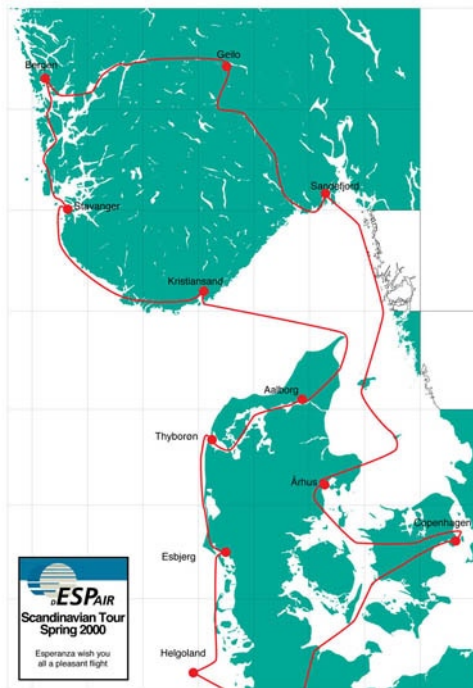 Geilo
Bergen
Sandefjord
Stavanger
Kristiansand
Aalborg
Thyborøn
Århus
Copenhagen
Esbjerg
DESPAIR
Scandinavian Tour
Spring 2000
Esperanza wish you
all a pleasant flight
Helgoland